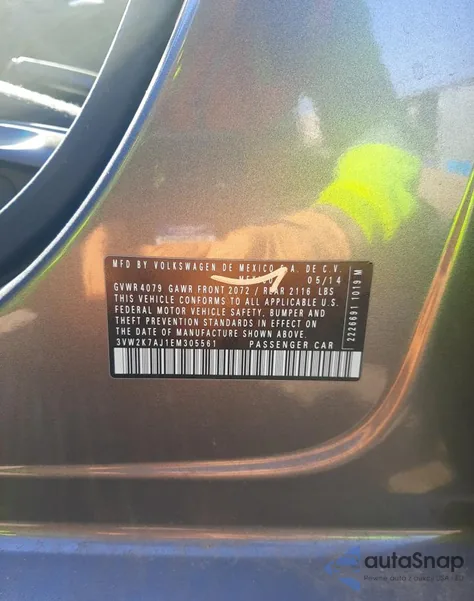 MFD BY VOLKSWAGEN DE MEXICO S.A. DE C.V.
05/14
GVWR 4079 GAWR FRONT 2072 / REAR 2116 LBS
THIS VEHICLE CONFORMS TO ALL APPLICABLE U.S.
FEDERAL MOTOR VEHICLE SAFETY, BUMPER AND
THEFT PREVENTION STANDARDS IN EFFECT ON
THE DATE OF MANUFACTURE SHOWN ABOVE.
3VW2K7AJ1EM305561 PASSENGER CAR
2226691 1019 M
autoSnap